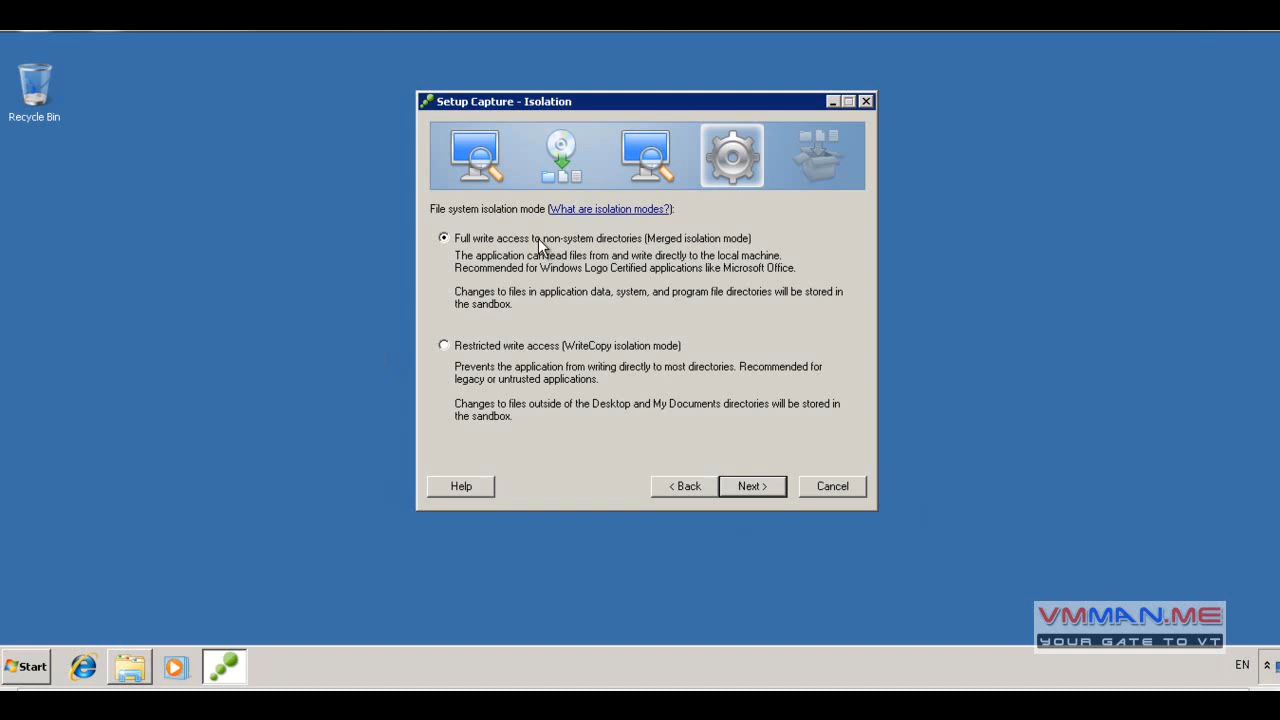 Recycle Bin
Setup Capture - Isolation
File system isolation mode (What are isolation modes?):
Full write access to non-system directories (Merged isolation mode)
The application can read files from and write directly to the local machine.
Recommended for Windows Logo Certified applications like Microsoft Office.
Changes to files in application data, system, and program file directories will be stored in
the sandbox.
Restricted write access (WriteCopy isolation mode)
Prevents the application from writing directly to most directories. Recommended for
legacy or untrusted applications.
Changes to files outside of the Desktop and My Documents directories will be stored in
the sandbox.
Help
< Back
Next >
Cancel
VMMAN.ME
YOUR GATE TO VT
Start
EN